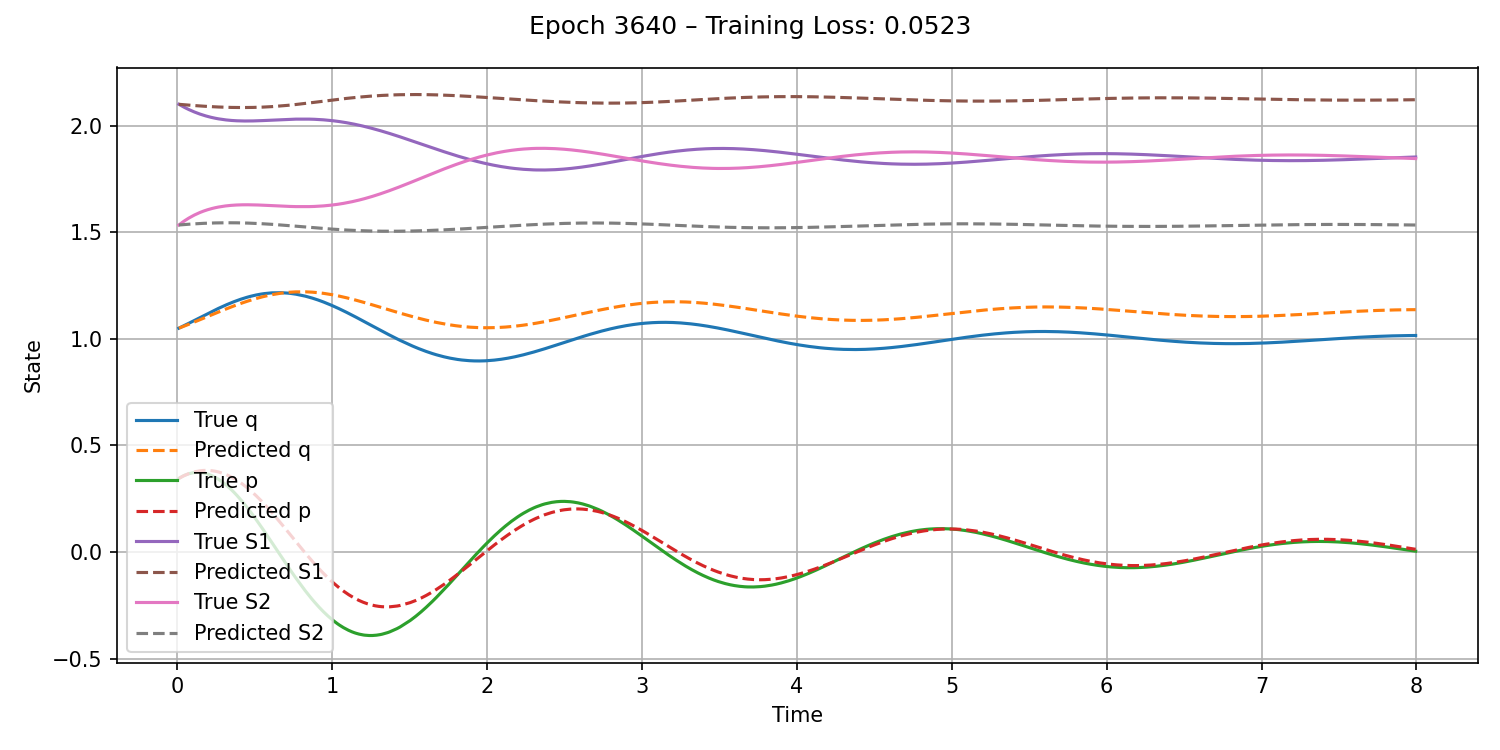 Epoch 3640 – Training Loss: 0.0523
State
2.0
1.5
1.0
0.5
0.0
−0.5
True q
Predicted q
True p
Predicted p
True S1
Predicted S1
True S2
Predicted S2
0 1 2 3 4 5 6 7 8
Time